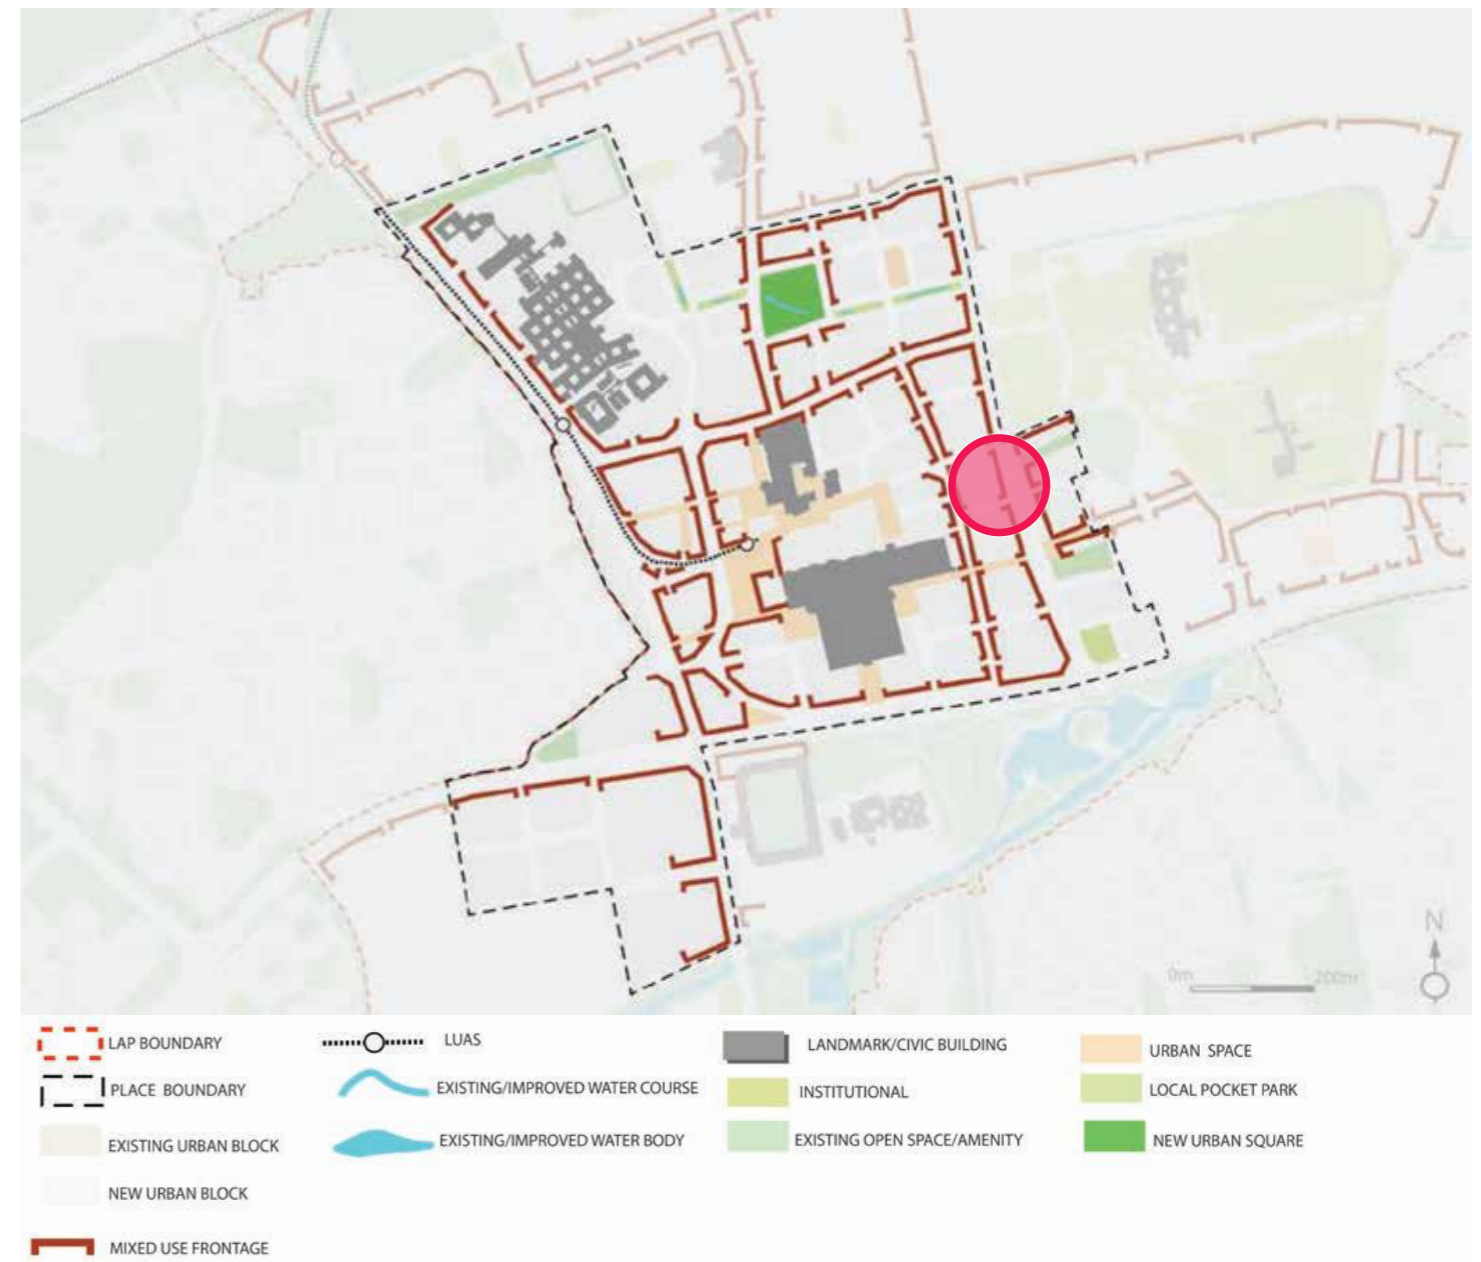 N
0m 200m
LAP BOUNDARY
LUAS
LANDMARK/CIVIC BUILDING
URBAN SPACE
PLACE BOUNDARY
EXISTING/IMPROVED WATER COURSE
INSTITUTIONAL
LOCAL POCKET PARK
EXISTING URBAN BLOCK
EXISTING/IMPROVED WATER BODY
EXISTING OPEN SPACE/AMENITY
NEW URBAN SQUARE
NEW URBAN BLOCK
MIXED USE FRONTAGE